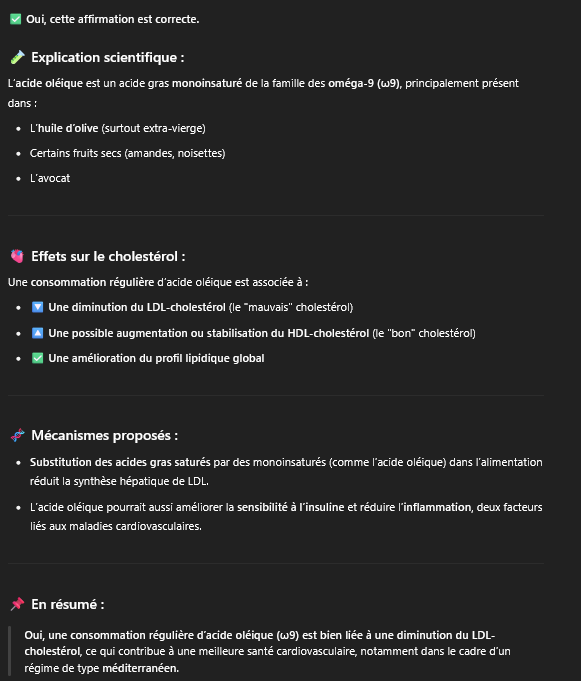 ✅ Oui, cette affirmation est correcte.
🧪 Explication scientifique :
L’acide oléique est un acide gras monoinsaturé de la famille des oméga-9 (ω9), principalement présent
dans :
• L’huile d’olive (surtout extra-vierge)
• Certains fruits secs (amandes, noisettes)
• L’avocat
🫀 Effets sur le cholestérol :
Une consommation régulière d’acide oléique est associée à :
• 🔽 Une diminution du LDL-cholestérol (le "mauvais" cholestérol)
• 🔼 Une possible augmentation ou stabilisation du HDL-cholestérol (le "bon" cholestérol)
• ✅ Une amélioration du profil lipidique global
🧬 Mécanismes proposés :
• Substitution des acides gras saturés par des monoinsaturés (comme l’acide oléique) dans l’alimentation
réduit la synthèse hépatique de LDL.
• L’acide oléique pourrait aussi améliorer la sensibilité à l’insuline et réduire l’inflammation, deux facteurs
liés aux maladies cardiovasculaires.
📌 En résumé :
Oui, une consommation régulière d’acide oléique (ω9) est bien liée à une diminution du LDL-
cholestérol, ce qui contribue à une meilleure santé cardiovasculaire, notamment dans le cadre d’un
régime de type méditerranéen.